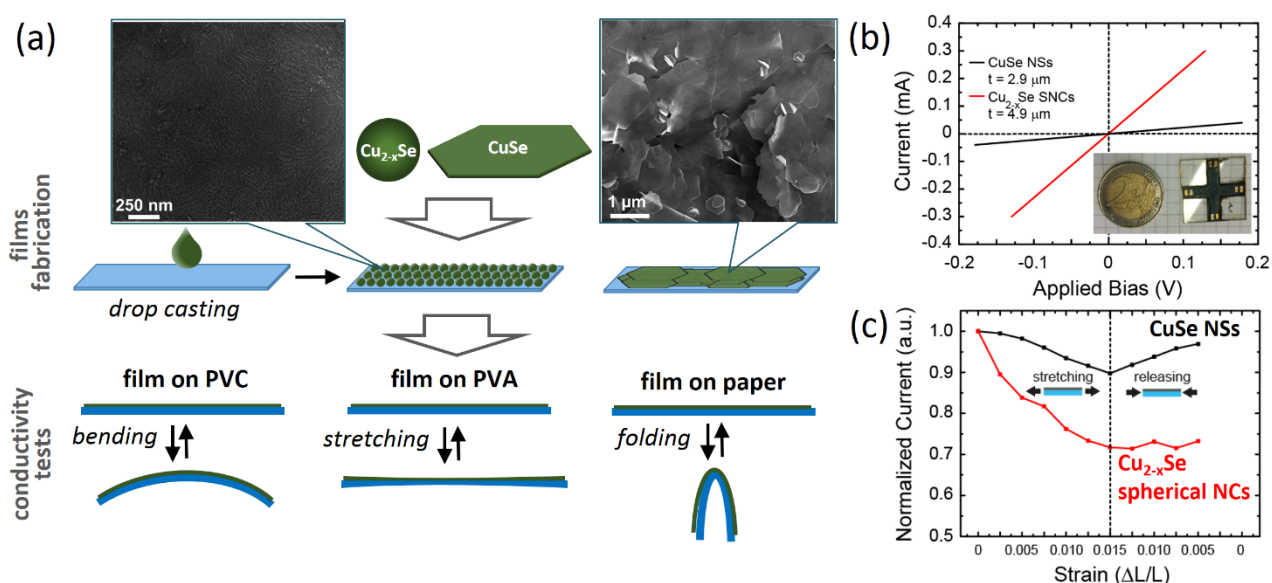 (a)
250 nm
Cu2-xSe
CuSe
1 μm
films
fabrication
drop casting
conductivity
tests
film on PVC
film on PVA
film on paper
bending
stretching
folding
(b)
Current (mA)
0.4
0.3
0.2
0.1
0
-0.1
-0.2
-0.3
-0.4
CuSe NSs
t = 2.9 μm
Cu2-xSe SNCs
t = 4.9 μm
-0.2
-0.1
0
0.1
0.2
Applied Bias (V)
(c)
Normalized Current (a.u.)
1.0
0.9
0.8
0.7
0.6
0.5
CuSe NSs
stretching
releasing
Cu2-xSe
spherical NCs
0
0.005
0.010
0.015
0.010
0.005
0
Strain (ΔL/L)